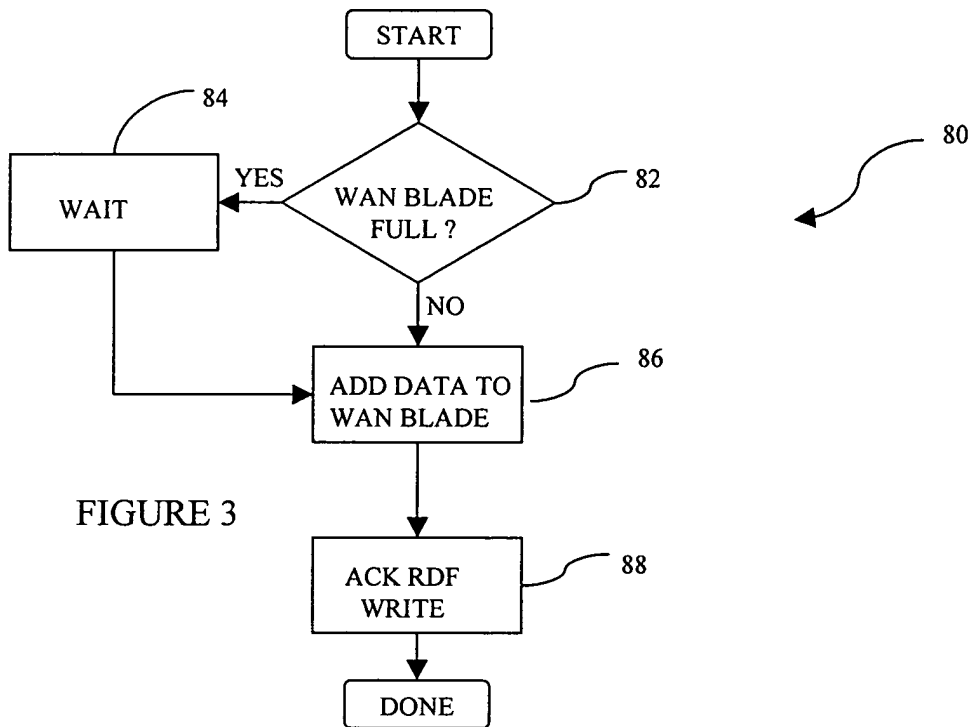 START
84
80
YES
82
WAIT
WAN BLADE
FULL ?
NO
86
ADD DATA TO
WAN BLADE
FIGURE 3
88
ACK RDF
WRITE
DONE